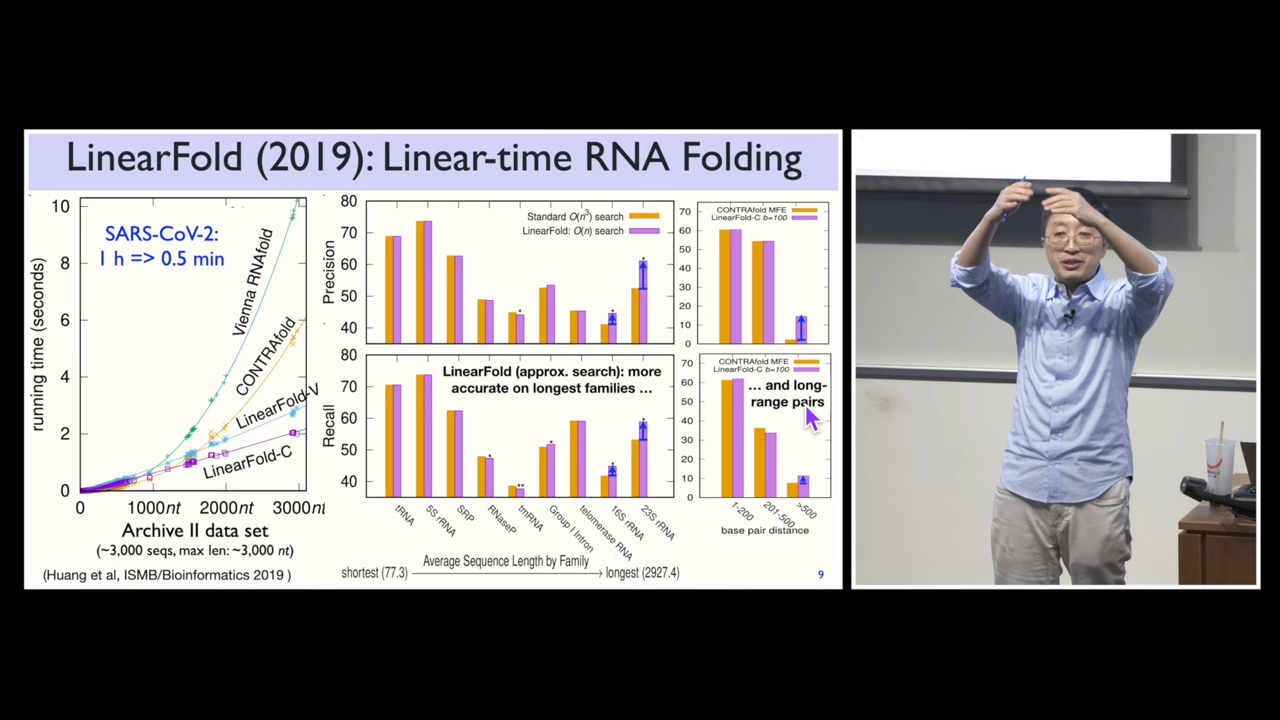 LinearFold (2019): Linear-time RNA Folding
running time (seconds)
10
8
6
4
2
0
SARS-CoV-2:
1 h => 0.5 min
Vienna RNAfold
CONTRAfold
LinearFold-V
LinearFold-C
0
1000nt
2000nt
3000nt
Archive II data set
(~3,000 seqs, max len: ~3,000 nt)
(Huang et al, ISMB/Bioinformatics 2019 )
Precision
80
70
60
50
40
Standard O(n³) search
LinearFold: O(n) search
Recall
80
70
60
50
40
LinearFold (approx. search): more
accurate on longest families ...
tRNA
5S rRNA
SRP
RNaseP
tmRNA
Group I Intron
telomerase RNA
16S rRNA
23S rRNA
Average Sequence Length by Family
shortest (77.3)
longest (2927.4)
70
60
50
40
30
20
10
0
CONTRAfold MFE
LinearFold-C b=100
70
60
50
40
30
20
10
0
CONTRAfold MFE
LinearFold-C b=100
... and long-
range pairs
1-200
201-500
>500
base pair distance
9